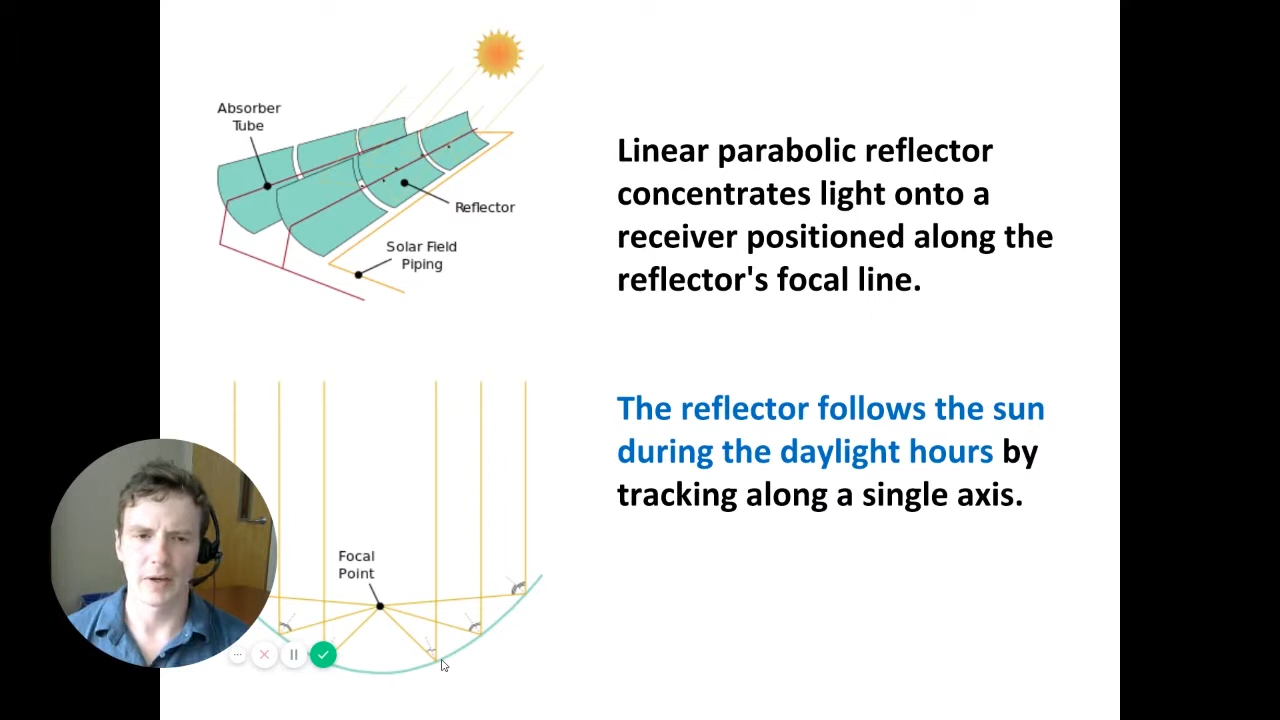 Absorber
Tube
Reflector
Solar Field
Piping
Linear parabolic reflector
concentrates light onto a
receiver positioned along the
reflector's focal line.
The reflector follows the sun
during the daylight hours by
tracking along a single axis.
Focal
Point